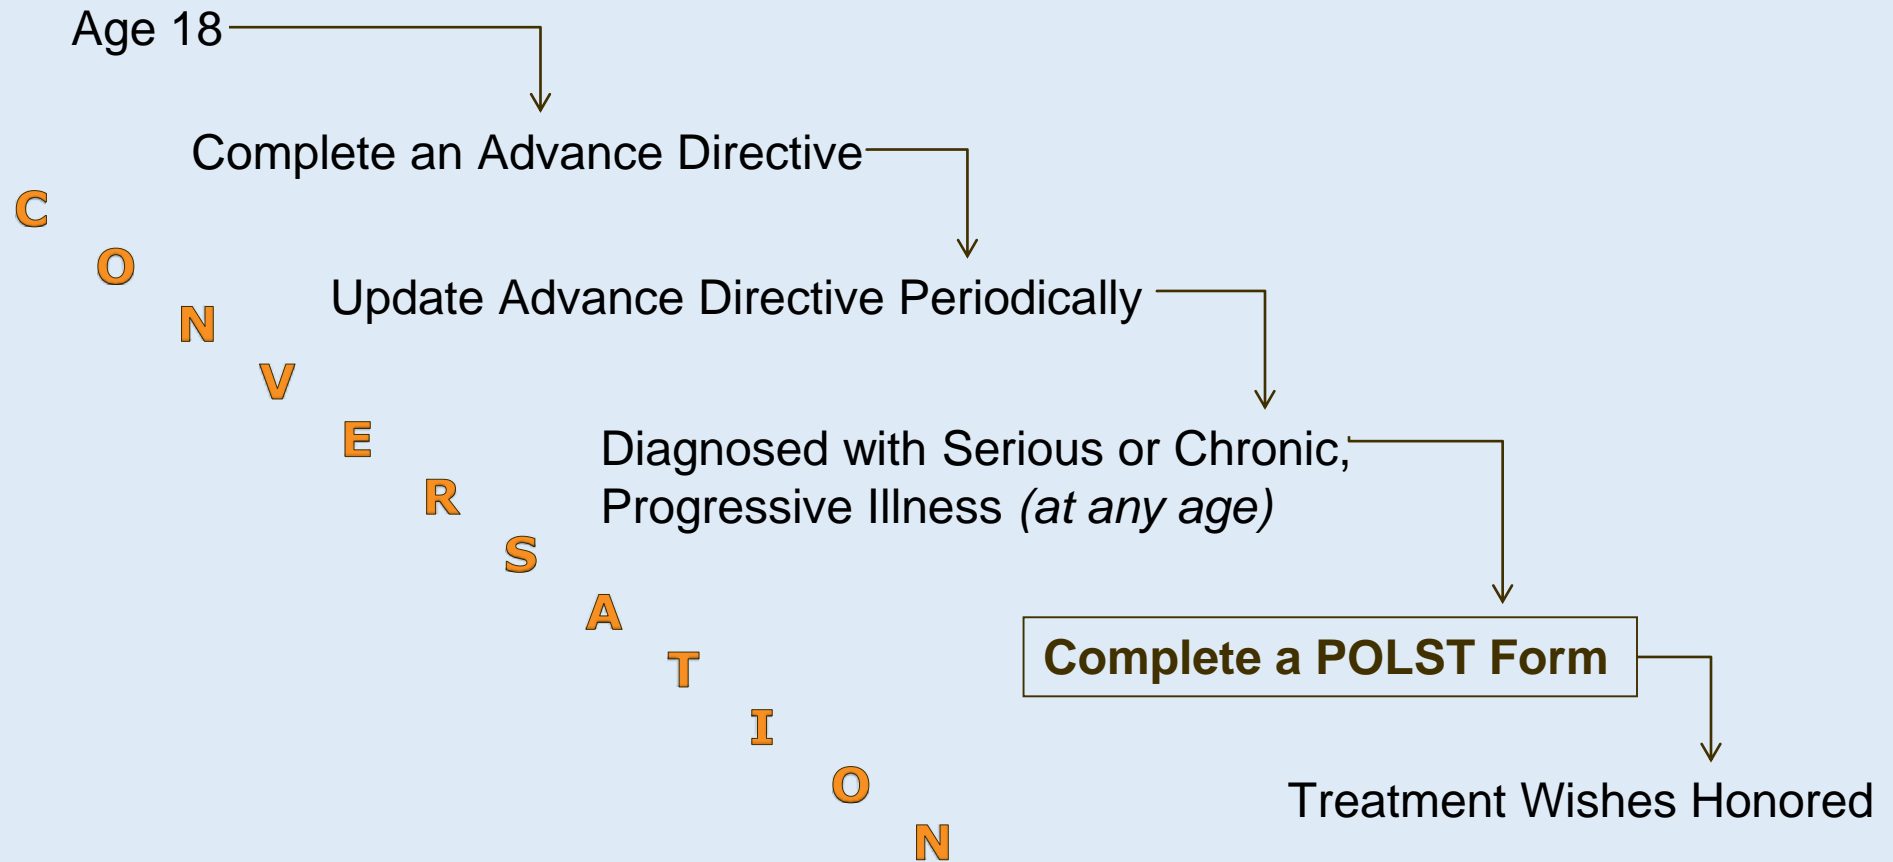 Age 18
Complete an Advance Directive
Update Advance Directive Periodically
Diagnosed with Serious or Chronic,
Progressive Illness (at any age)
Complete a POLST Form
Treatment Wishes Honored
CONVERSATION